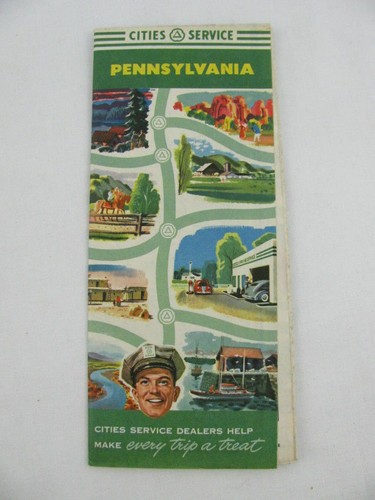 CITIES SERVICE
PENNSYLVANIA
CITIES SERVICE DEALERS HELP
MAKE every trip a treat